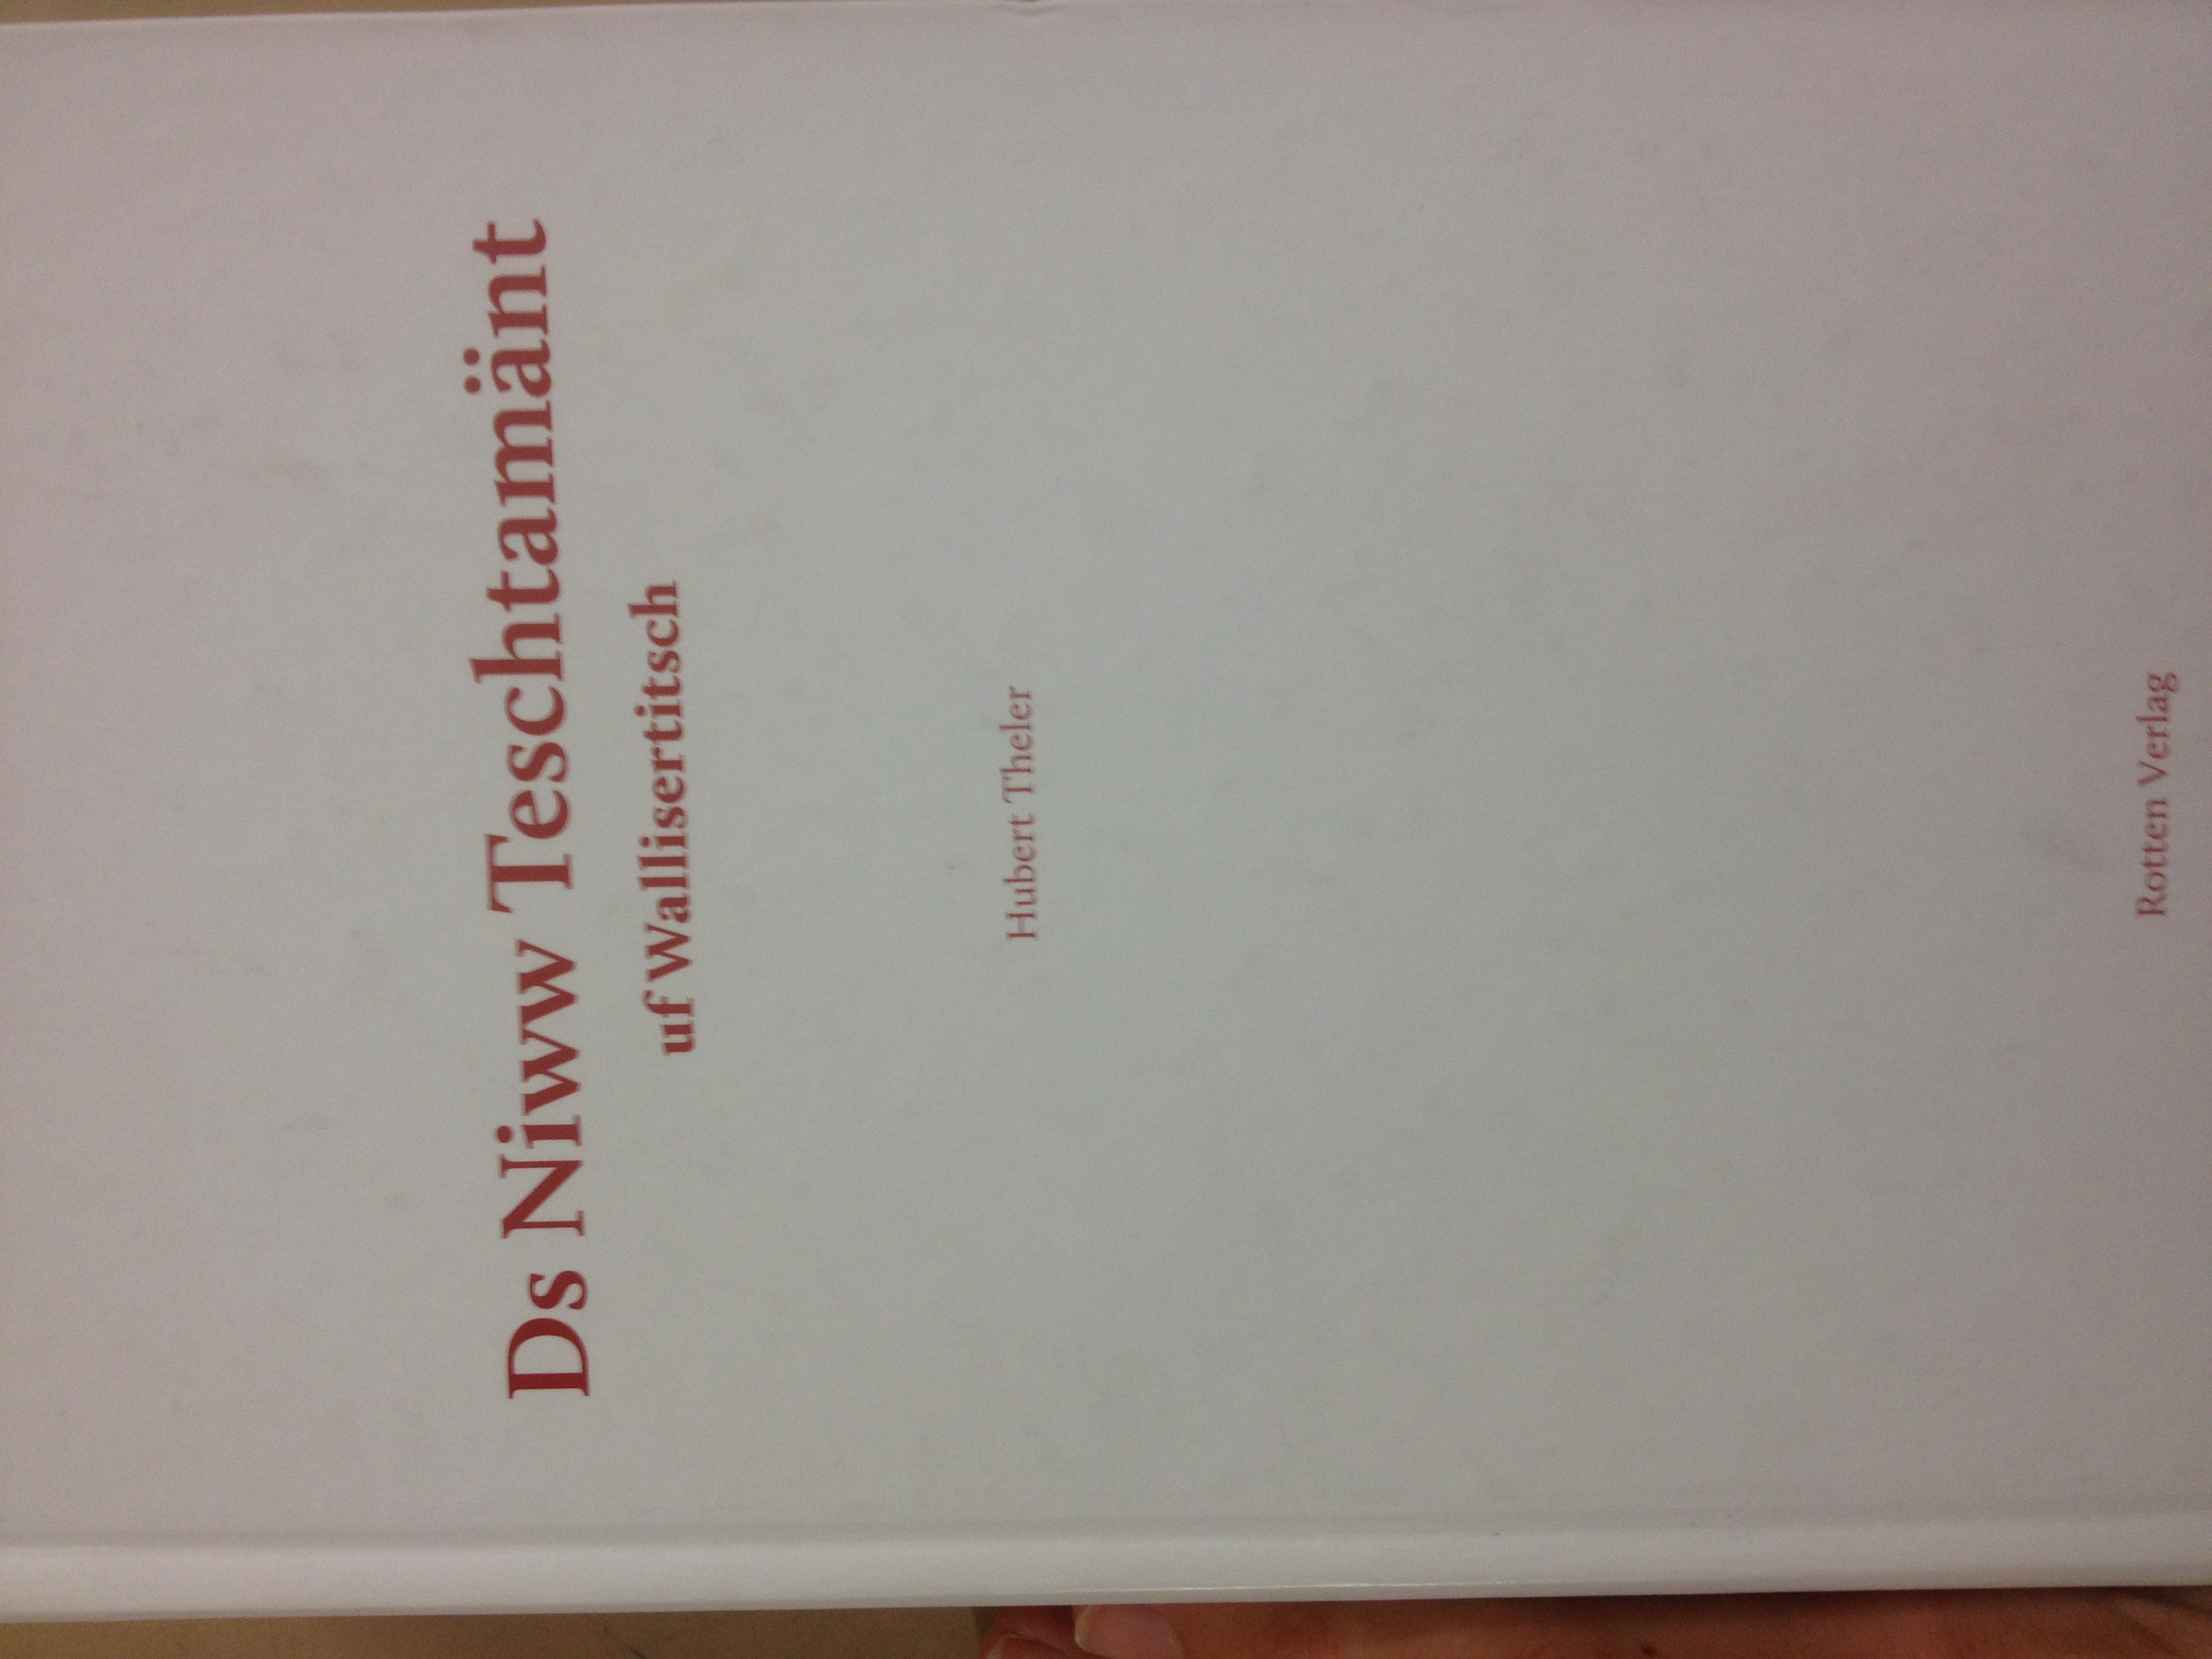 Ds Niww Teschtamänt
uf Wallisertitsch
Hubert Theler
Rotten Verlag